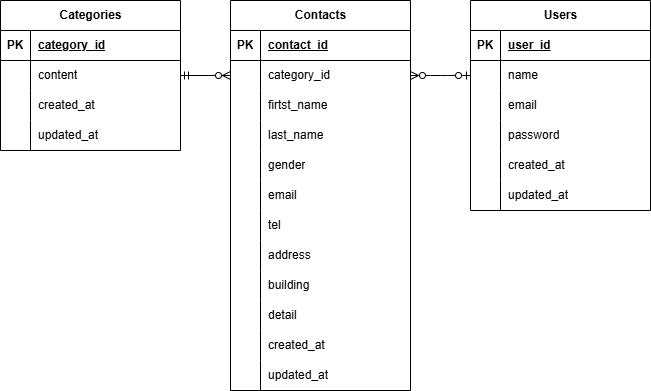 Categories
PK category_id
content
created_at
updated_at
Contacts
PK contact_id
category_id
firtst_name
last_name
gender
email
tel
address
building
detail
created_at
updated_at
Users
PK user_id
name
email
password
created_at
updated_at